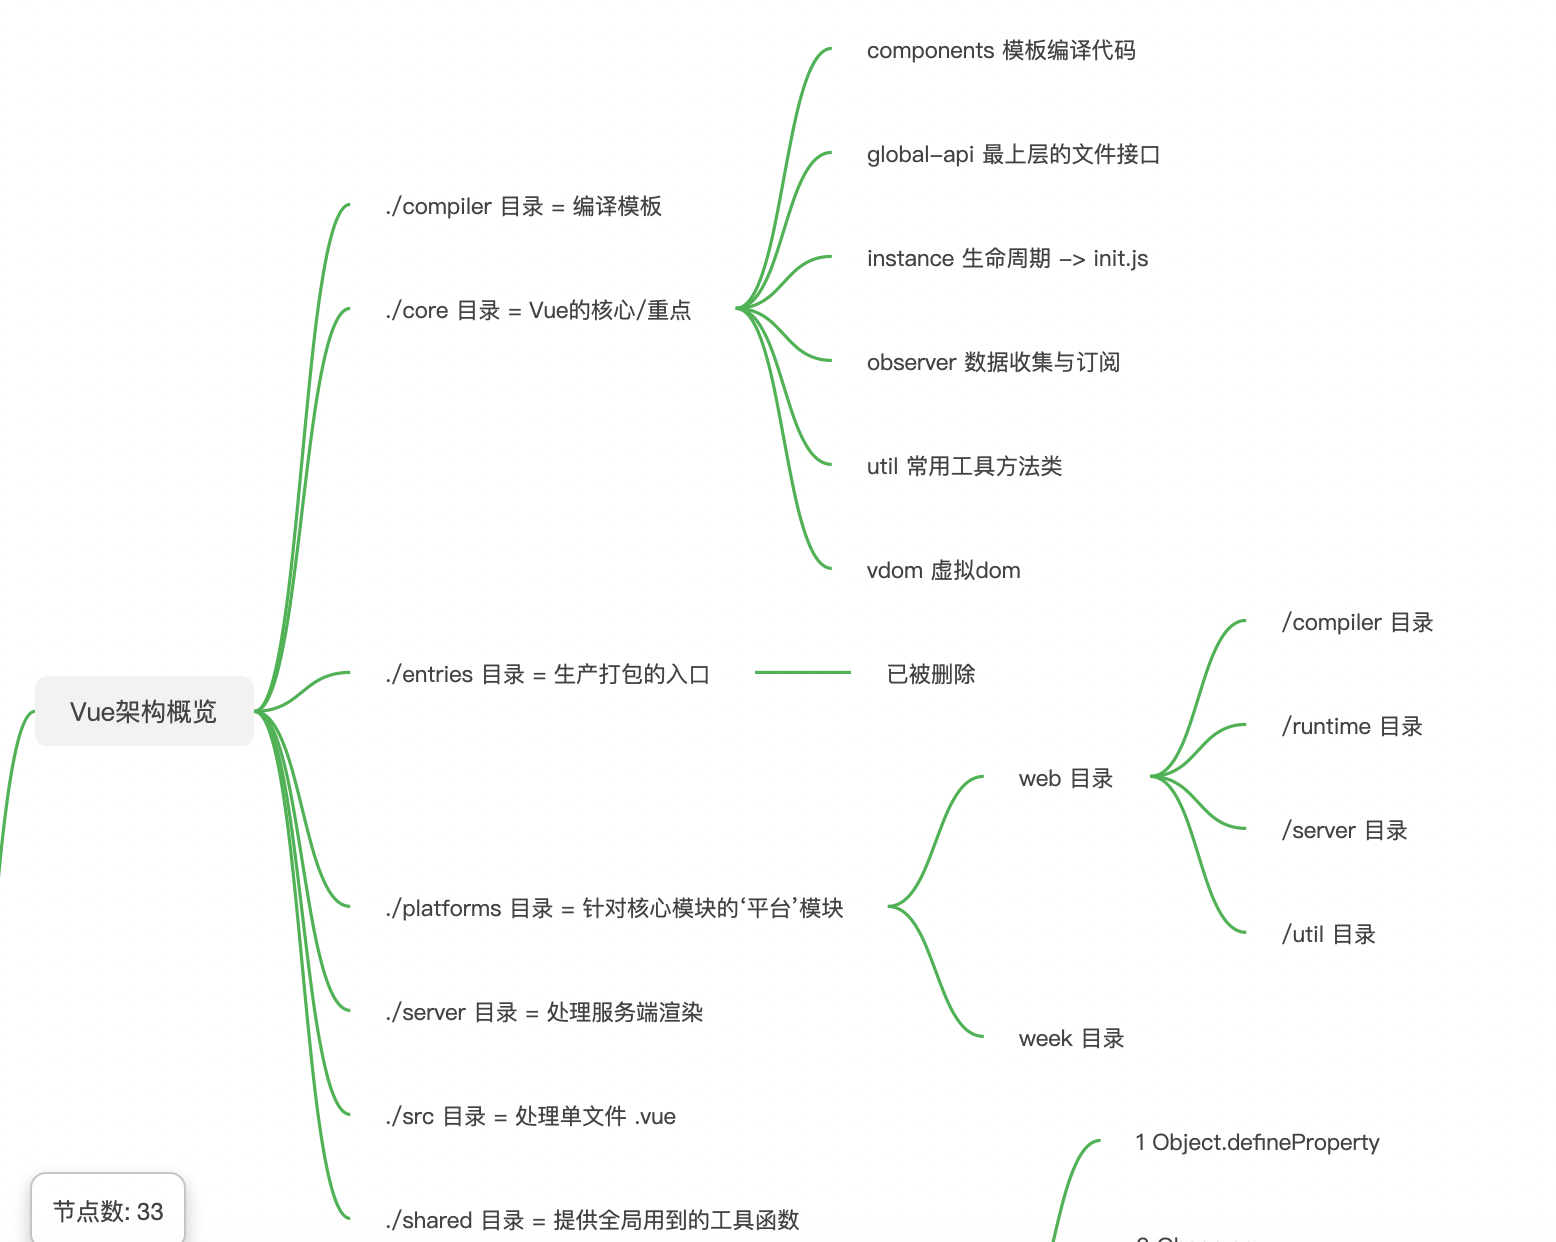 components 模板编译代码
global-api 最上层的文件接口
./compiler 目录 = 编译模板
instance 生命周期 -> init.js
./core 目录 = Vue的核心/重点
observer 数据收集与订阅
util 常用工具方法类
vdom 虚拟dom
/compiler 目录
./entries 目录 = 生产打包的入口
已被删除
Vue架构概览
/runtime 目录
web 目录
/server 目录
./platforms 目录 = 针对核心模块的‘平台’模块
/util 目录
./server 目录 = 处理服务端渲染
week 目录
./src 目录 = 处理单文件 .vue
1 Object.defineProperty
节点数: 33
./shared 目录 = 提供全局用到的工具函数